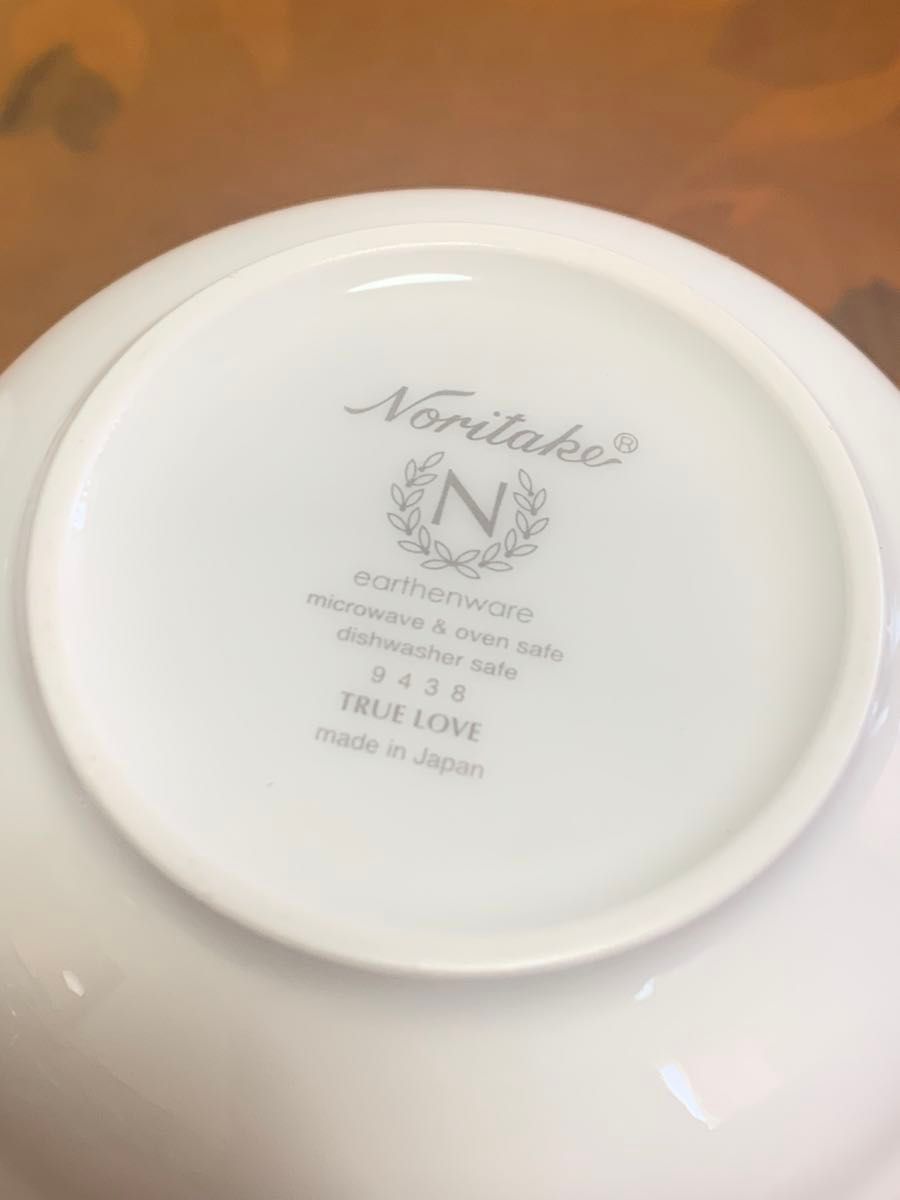 Noritake®
N
earthenware
microwave & oven safe
dishwasher safe
9438
TRUE LOVE
made in Japan